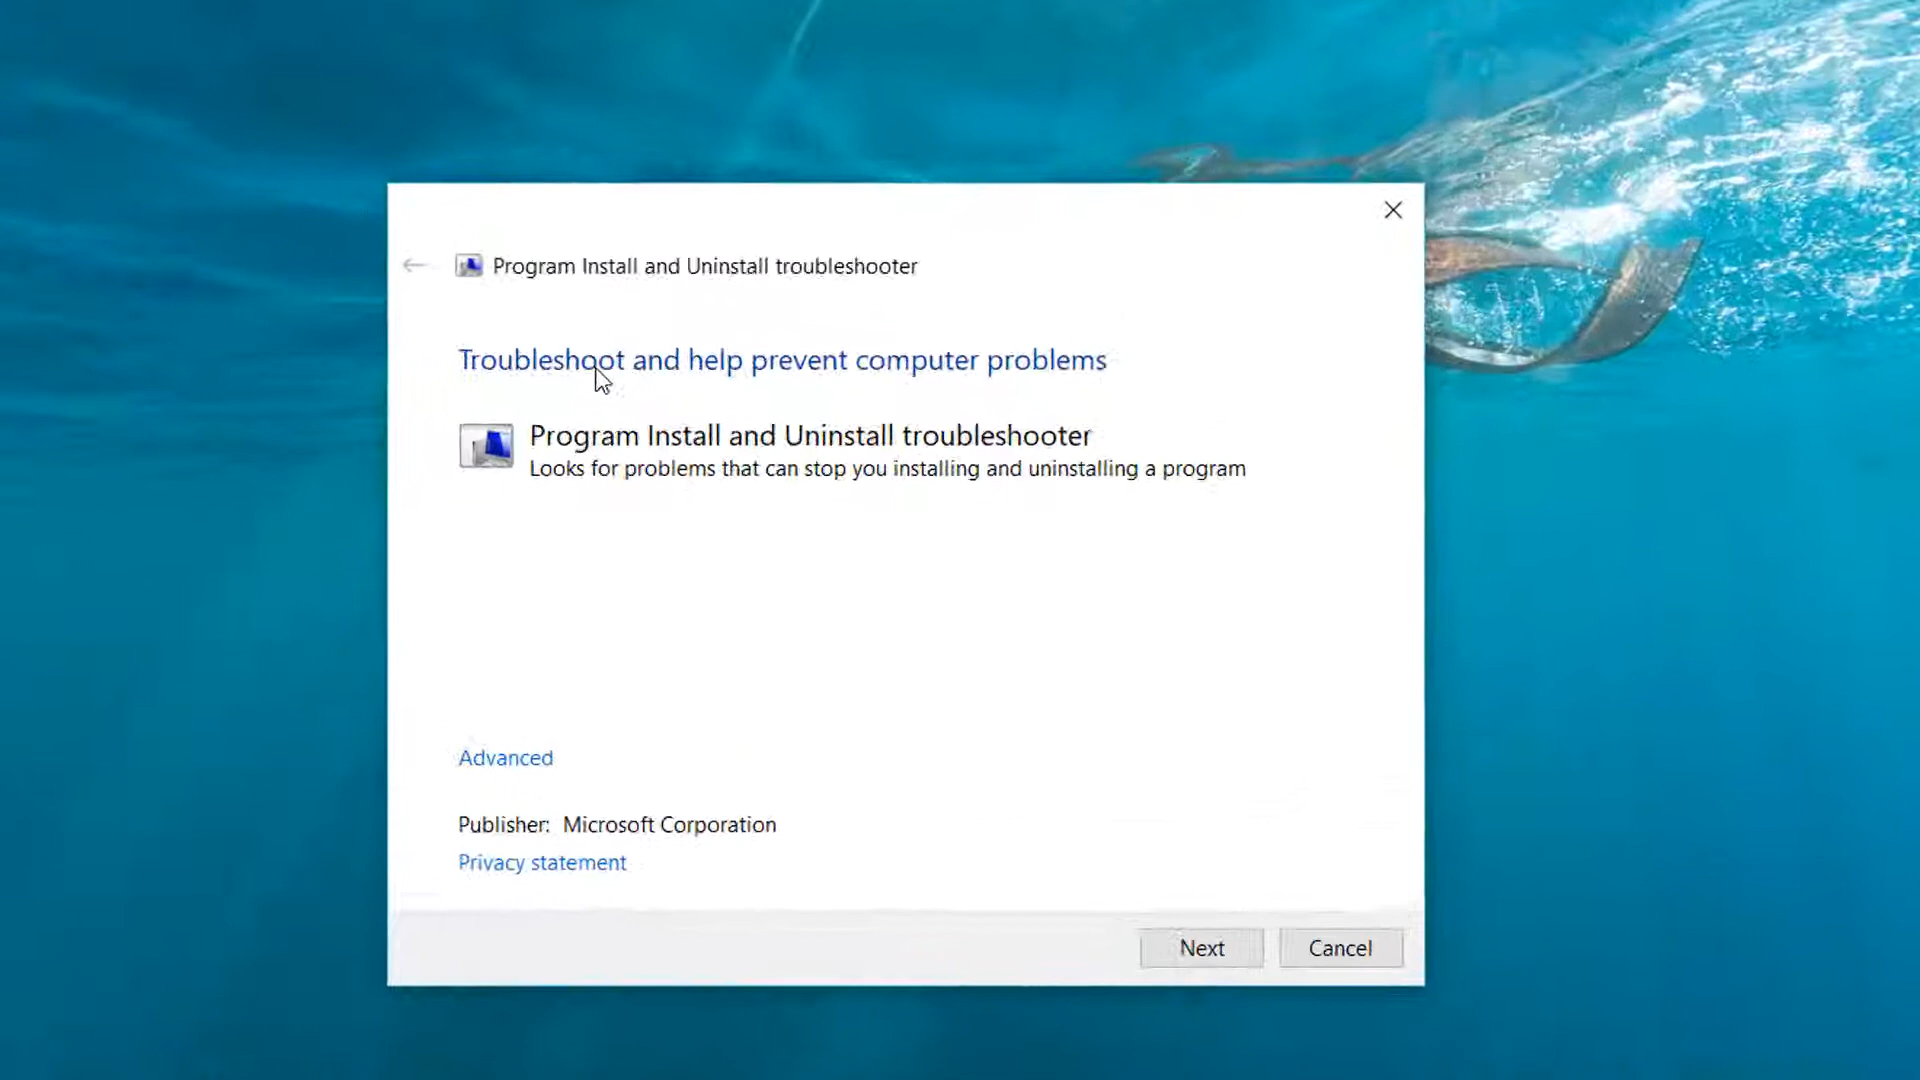 Program Install and Uninstall troubleshooter
Troubleshoot and help prevent computer problems
Program Install and Uninstall troubleshooter
Looks for problems that can stop you installing and uninstalling a program
Advanced
Publisher: Microsoft Corporation
Privacy statement
Next
Cancel